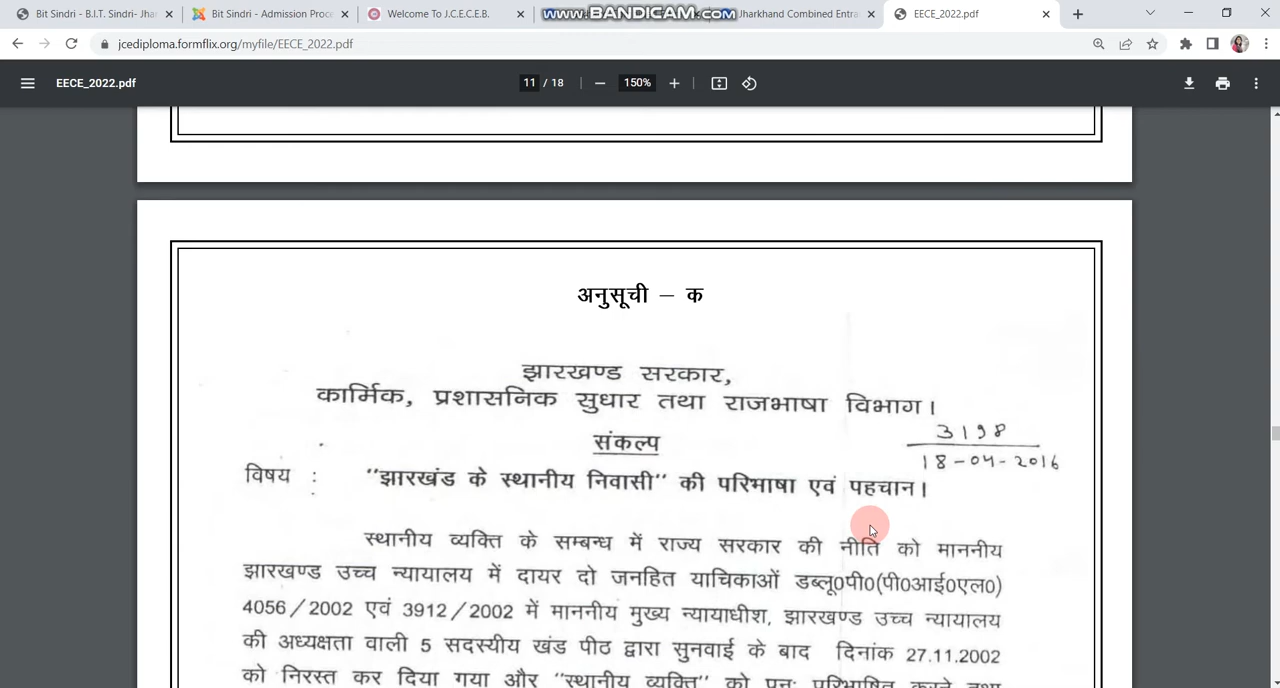 Bit Sindri - B.I.T. Sindri- Jhar
Bit Sindri - Admission Proce
Welcome To J.C.E.C.E.B.
WWW.BANDICAM.COM
Jharkhand Combined Entra
EECE_2022.pdf
jcediploma.formflix.org/myfile/EECE_2022.pdf
EECE_2022.pdf
11 / 18
150%
अनुसूची – क
झारखण्ड सरकार,
कार्मिक, प्रशासनिक सुधार तथा राजभाषा विभाग।
संकल्प
3198
18-04-2016
विषय : "झारखंड के स्थानीय निवासी" की परिभाषा एवं पहचान।
स्थानीय व्यक्ति के सम्बन्ध में राज्य सरकार की नीति को माननीय
झारखण्ड उच्च न्यायालय में दायर दो जनहित याचिकाओं डब्लू0पी0(पी0आई0एल0)
4056/2002 एवं 3912/2002 में माननीय मुख्य न्यायाधीश, झारखण्ड उच्च न्यायालय
की अध्यक्षता वाली 5 सदस्यीय खंड पीठ द्वारा सुनवाई के बाद दिनांक 27.11.2002
को निरस्त कर दिया गया और "स्थानीय व्यक्ति" को पुनः परिभाषित करने तथा